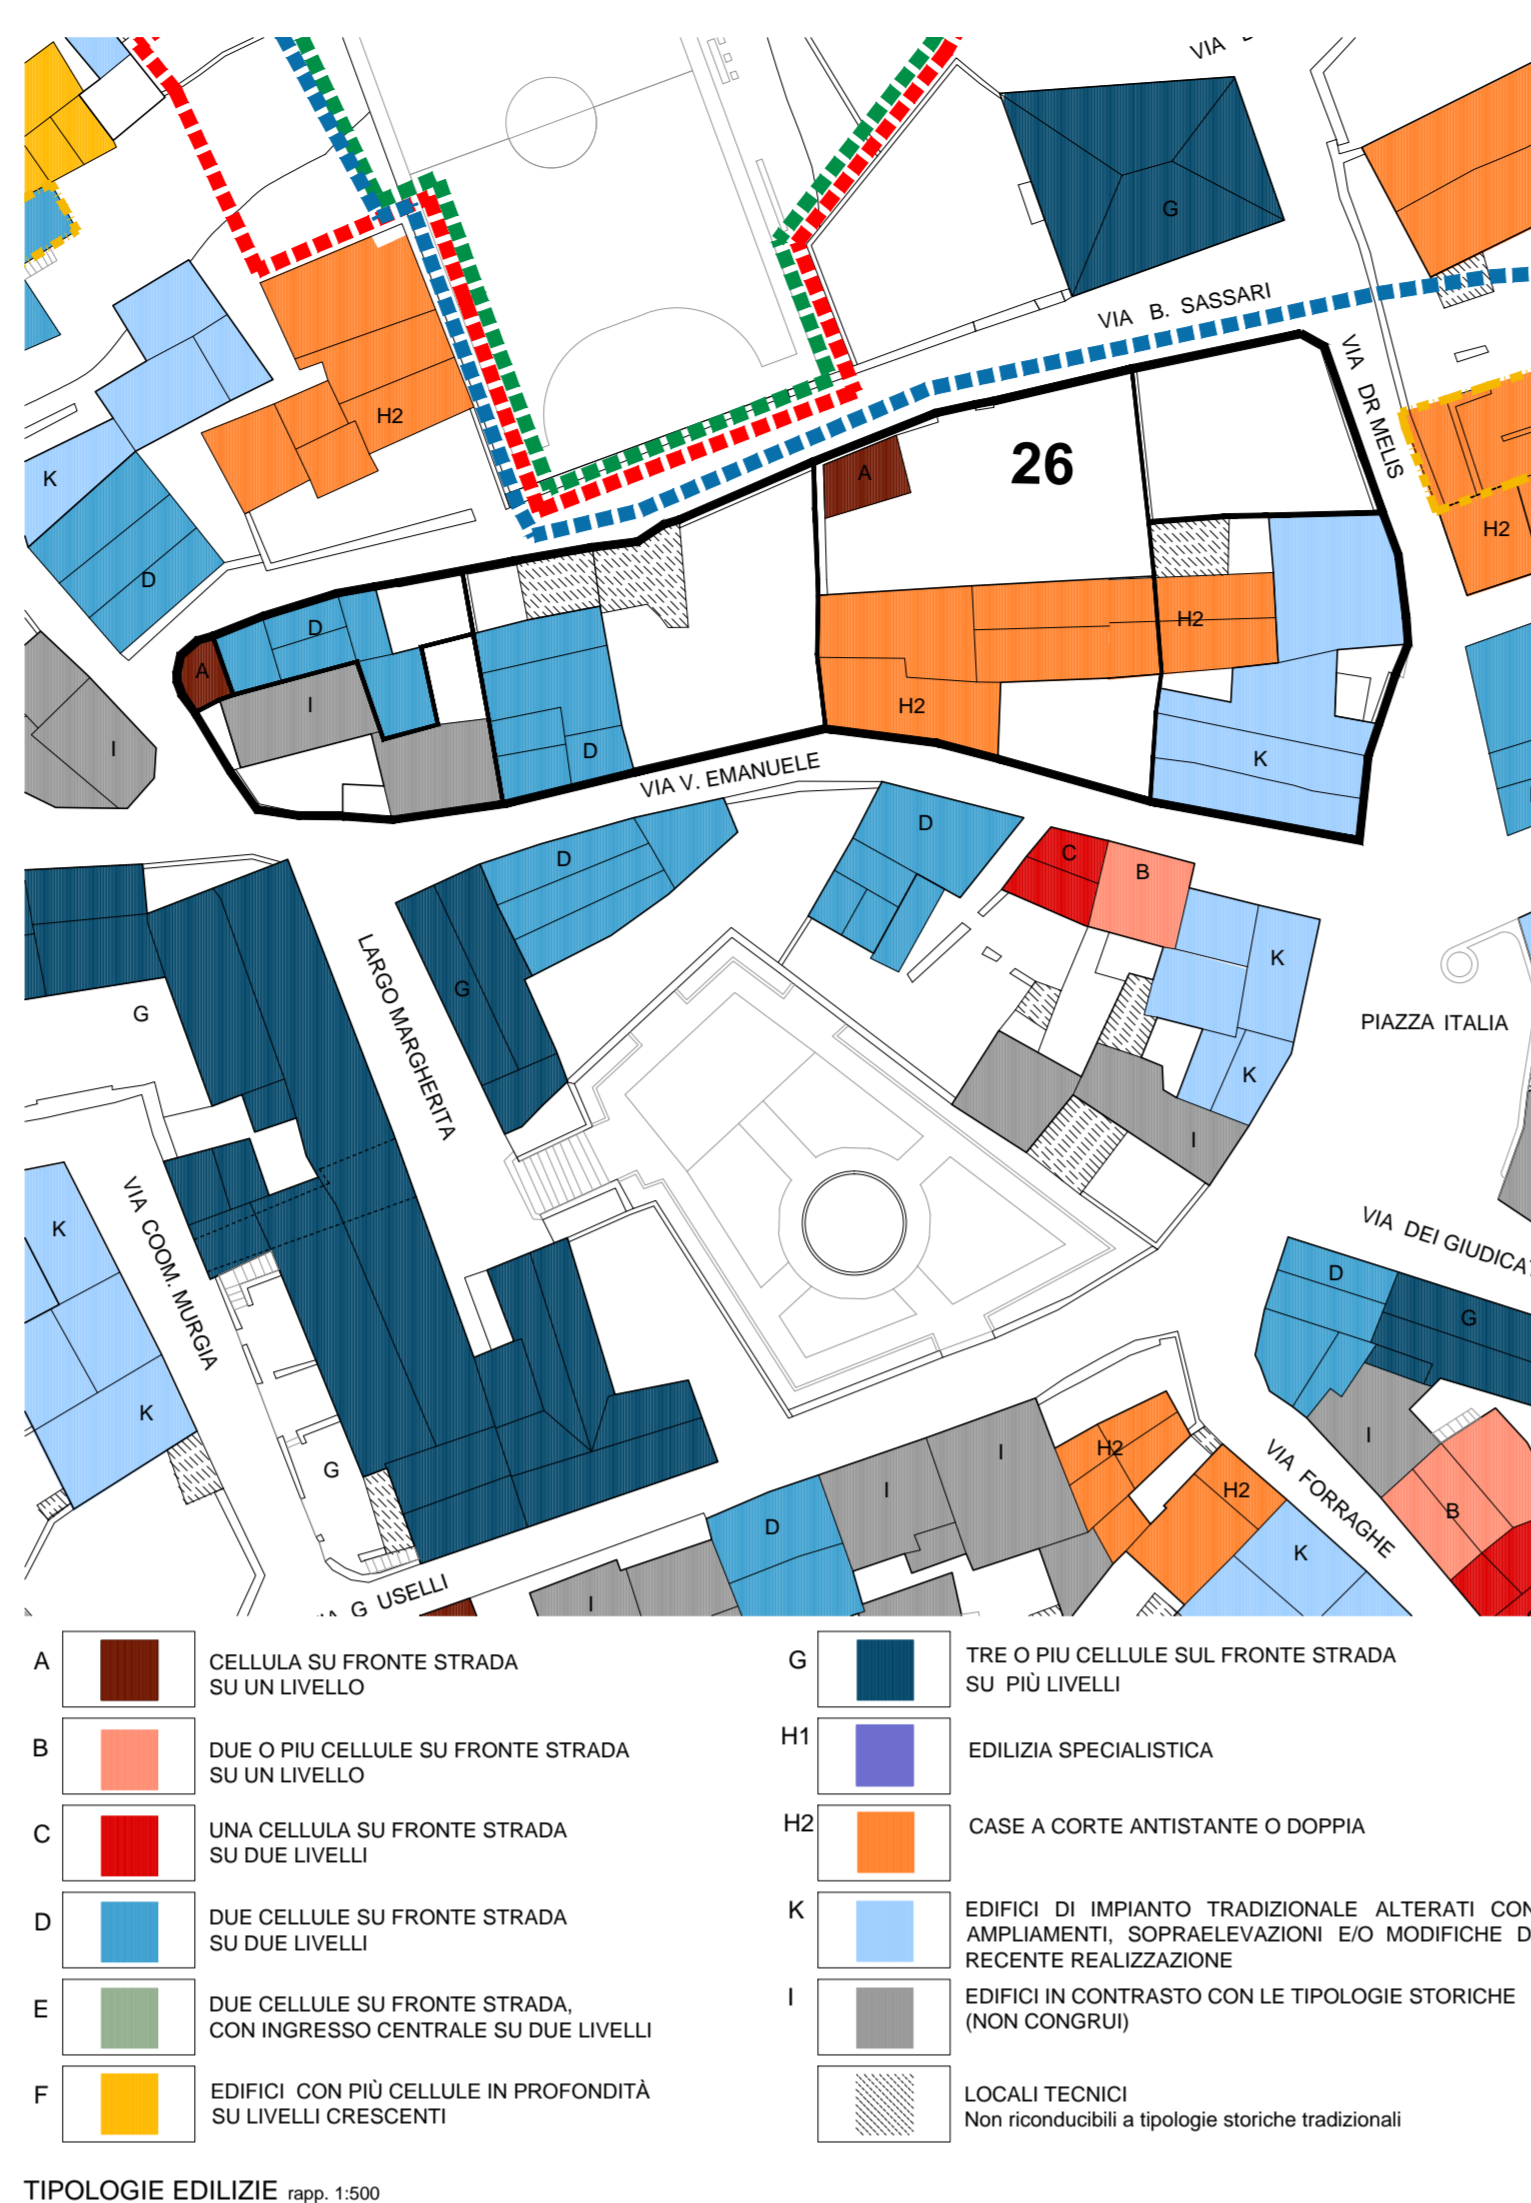 VIA
G
VIA B. SASSARI
VIA DR MELIS
H2
A
26
K
H2
D
D
H2
A
I
H2
I
D
K
VIA V. EMANUELE
D
C
B
D
G
K
LARGO MARGHERITA
G
PIAZZA ITALIA
K
I
VIA COOM. MURGIA
K
VIA DEI GIUDICAT
D
G
K
H2
I
I
G
I
H2
VIA FORRAGHE
B
D
K
G USELLI
I
A
CELLULA SU FRONTE STRADA
SU UN LIVELLO
B
DUE O PIU CELLULE SU FRONTE STRADA
SU UN LIVELLO
C
UNA CELLULA SU FRONTE STRADA
SU DUE LIVELLI
D
DUE CELLULE SU FRONTE STRADA
SU DUE LIVELLI
E
DUE CELLULE SU FRONTE STRADA,
CON INGRESSO CENTRALE SU DUE LIVELLI
F
EDIFICI CON PIÙ CELLULE IN PROFONDITÀ
SU LIVELLI CRESCENTI
G
TRE O PIU CELLULE SUL FRONTE STRADA
SU PIÙ LIVELLI
H1
EDILIZIA SPECIALISTICA
H2
CASE A CORTE ANTISTANTE O DOPPIA
K
EDIFICI DI IMPIANTO TRADIZIONALE ALTERATI CON
AMPLIAMENTI, SOPRAELEVAZIONI E/O MODIFICHE D
RECENTE REALIZZAZIONE
I
EDIFICI IN CONTRASTO CON LE TIPOLOGIE STORICHE
(NON CONGRUI)
LOCALI TECNICI
Non riconducibili a tipologie storiche tradizionali
TIPOLOGIE EDILIZIE rapp. 1:500